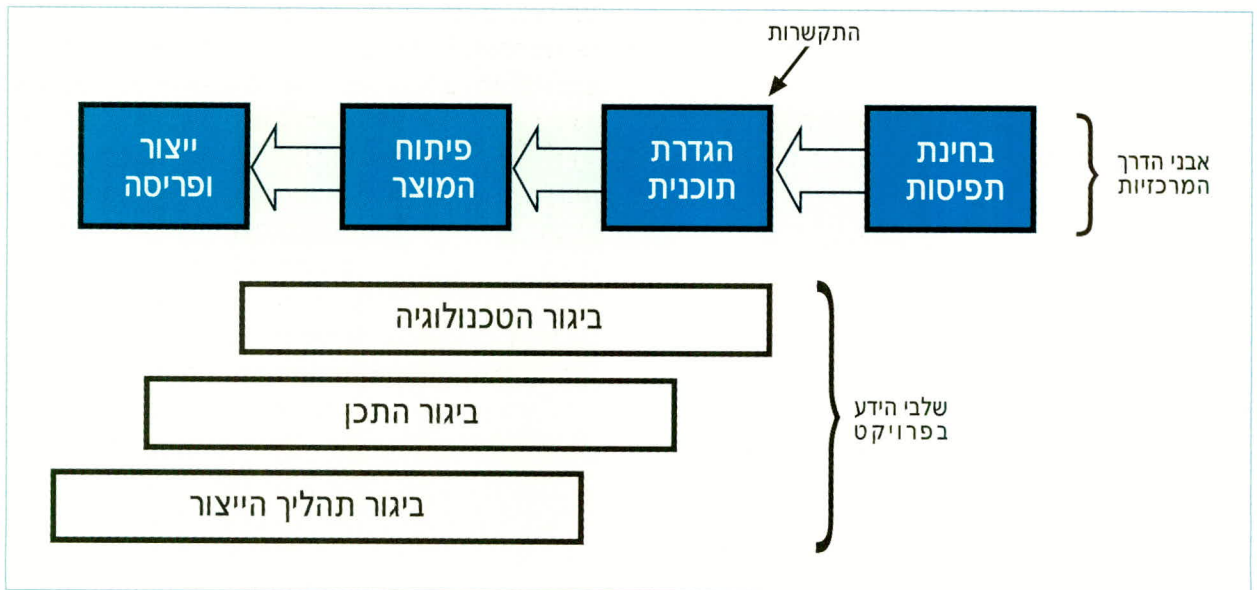 התקשרות
בחינת
תפיסות
הגדרת
תוכנית
פיתוח
המוצר
ייצור
ופריסה
אבני הדרך
המרכזיות
ביגור הטכנולוגיה
ביגור התכן
ביגור תהליך הייצור
שלבי הידע
בפרויקט